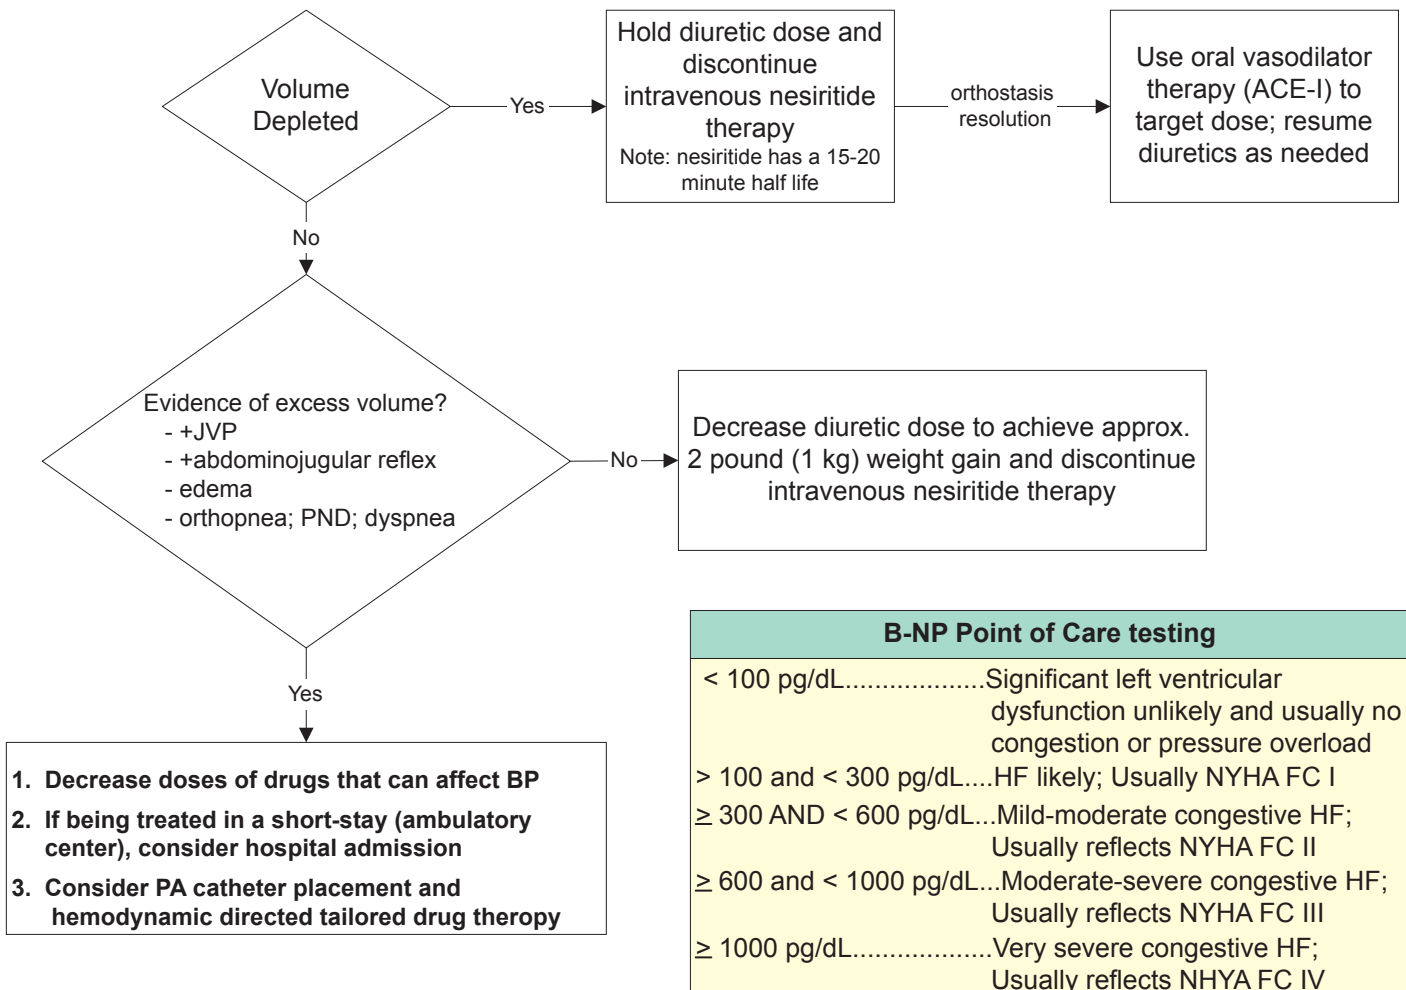 Volume
Depleted
Yes
Hold diuretic dose and
discontinue
intravenous nesiritide
therapy
Note: nesiritide has a 15-20
minute half life
orthostasis
resolution
Use oral vasodilator
therapy (ACE-I) to
target dose; resume
diuretics as needed
No
Evidence of excess volume?
- +JVP
- +abdominojugular reflex
- edema
- orthopnea; PND; dyspnea
No
Decrease diuretic dose to achieve approx.
2 pound (1 kg) weight gain and discontinue
intravenous nesiritide therapy
Yes
1. Decrease doses of drugs that can affect BP
2. If being treated in a short-stay (ambulatory
center), consider hospital admission
3. Consider PA catheter placement and
hemodynamic directed tailored drug theropy
B-NP Point of Care testing
< 100 pg/dL...................Significant left ventricular
dysfunction unlikely and usually no
congestion or pressure overload
> 100 and < 300 pg/dL....HF likely; Usually NYHA FC I
≥ 300 AND < 600 pg/dL...Mild-moderate congestive HF;
Usually reflects NYHA FC II
≥ 600 and < 1000 pg/dL...Moderate-severe congestive HF;
Usually reflects NYHA FC III
≥ 1000 pg/dL...................Very severe congestive HF;
Usually reflects NHYA FC IV